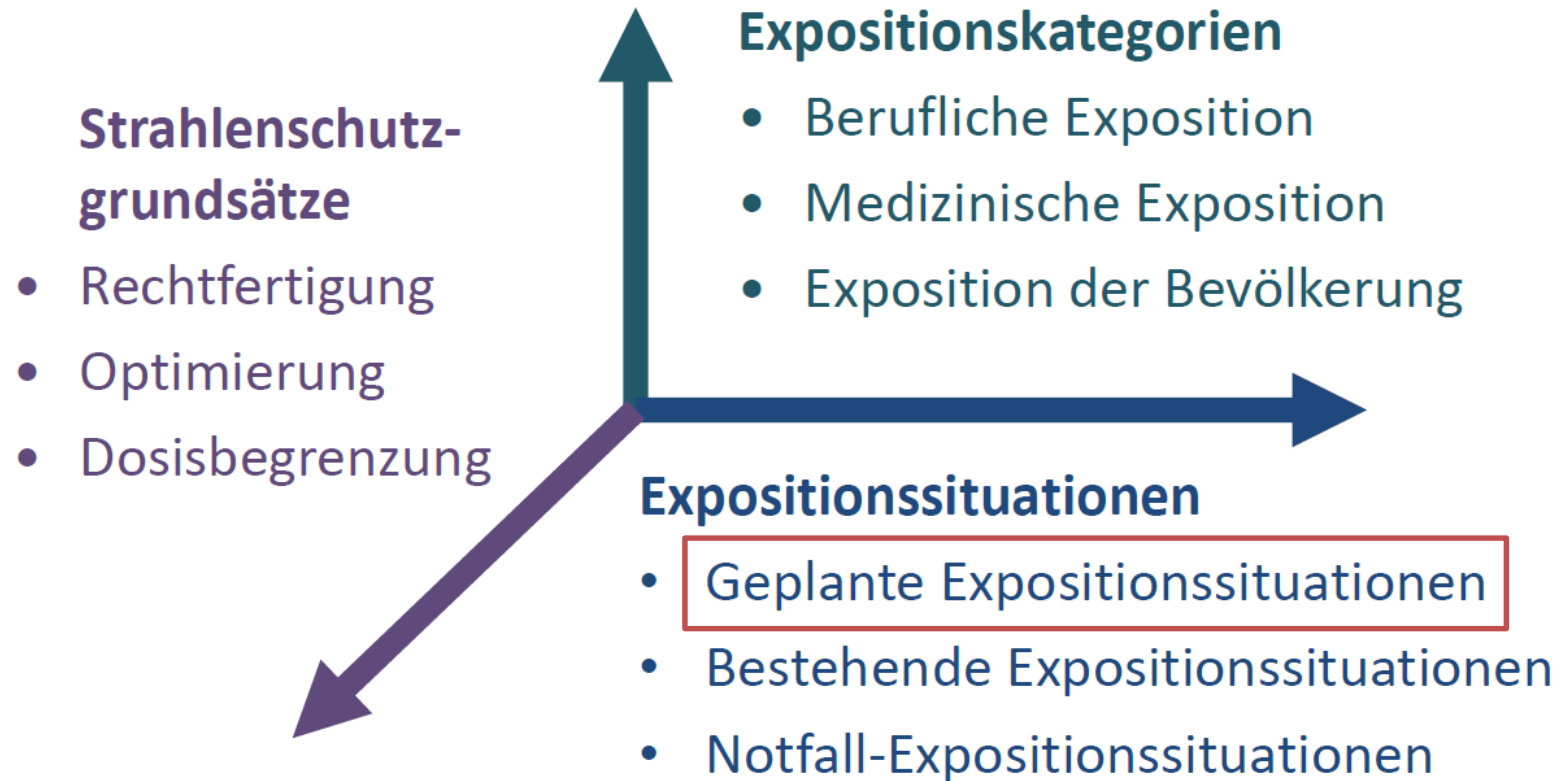 Strahlenschutz-
grundsätze
• Rechtfertigung
• Optimierung
• Dosisbegrenzung
Expositionskategorien
• Berufliche Exposition
• Medizinische Exposition
• Exposition der Bevölkerung
Expositionssituationen
• Geplante Expositionssituationen
• Bestehende Expositionssituationen
• Notfall-Expositionssituationen